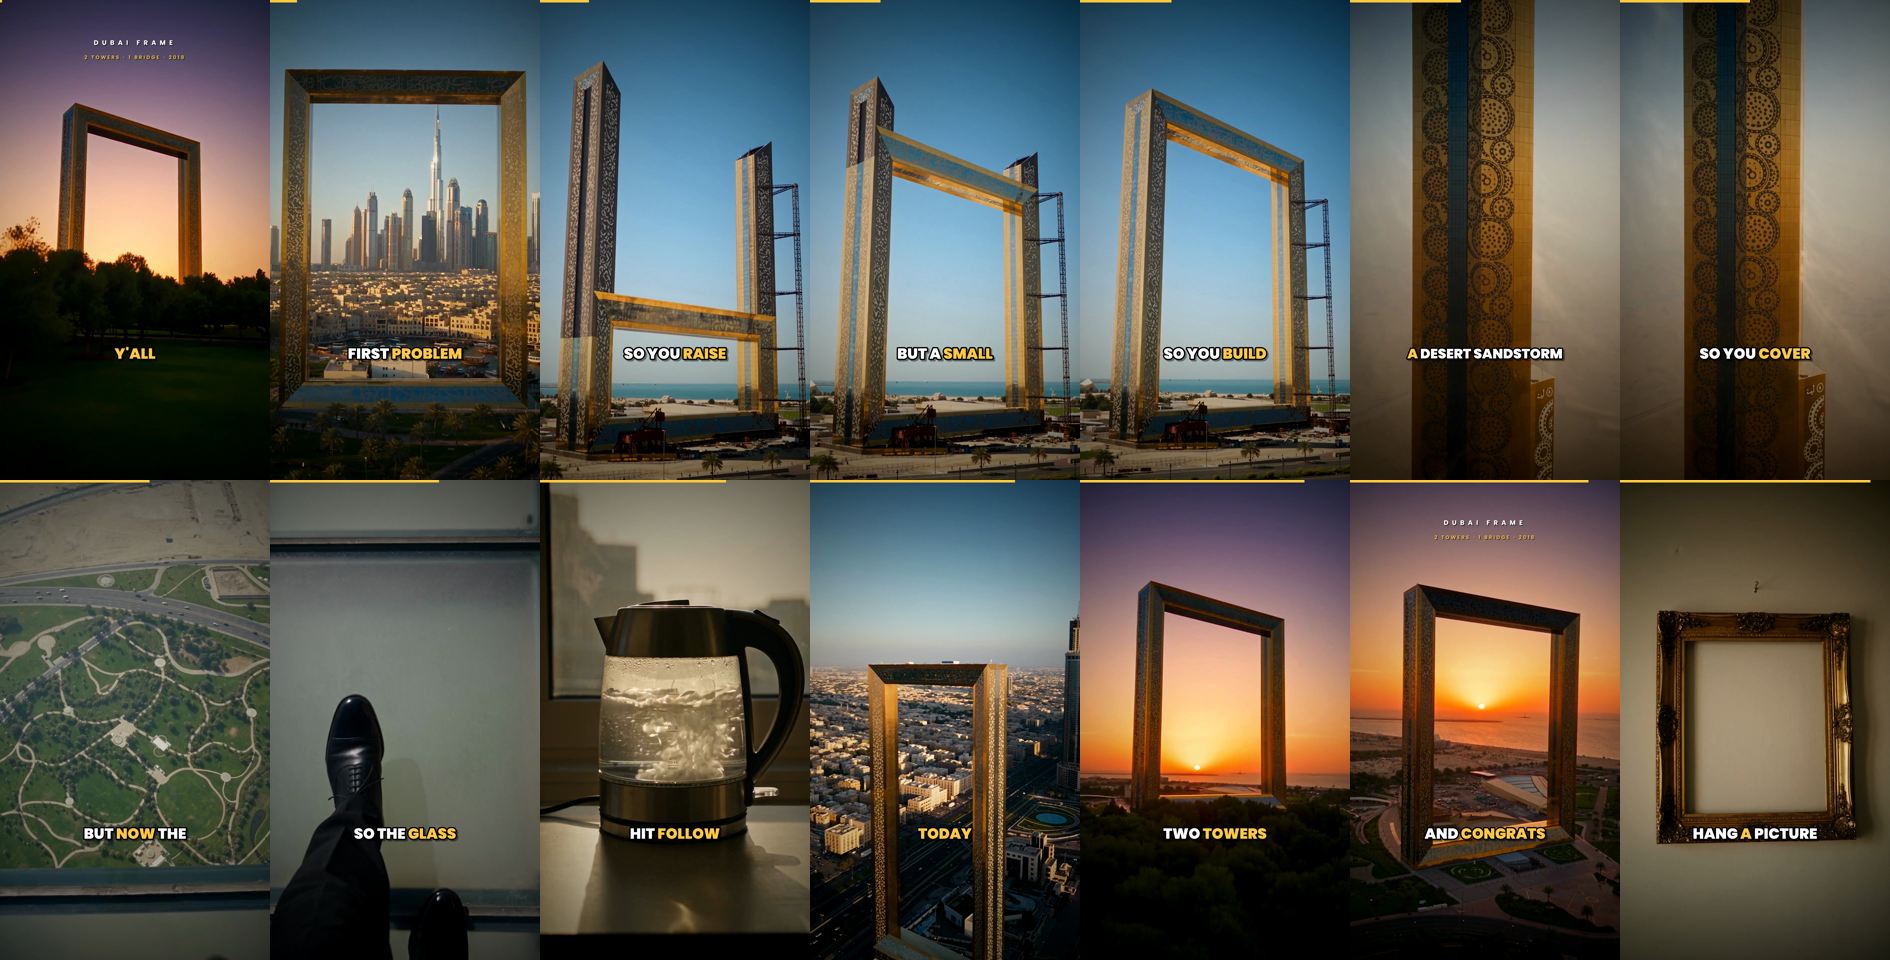 DUBAI FRAME
2 TOWERS · 1 BRIDGE · 2018
Y'ALL
FIRST PROBLEM
SO YOU RAISE
BUT A SMALL
SO YOU BUILD
A DESERT SANDSTORM
SO YOU COVER
BUT NOW THE
SO THE GLASS
HIT FOLLOW
TODAY
TWO TOWERS
DUBAI FRAME
2 TOWERS · 1 BRIDGE · 2018
AND CONGRATS
HANG A PICTURE